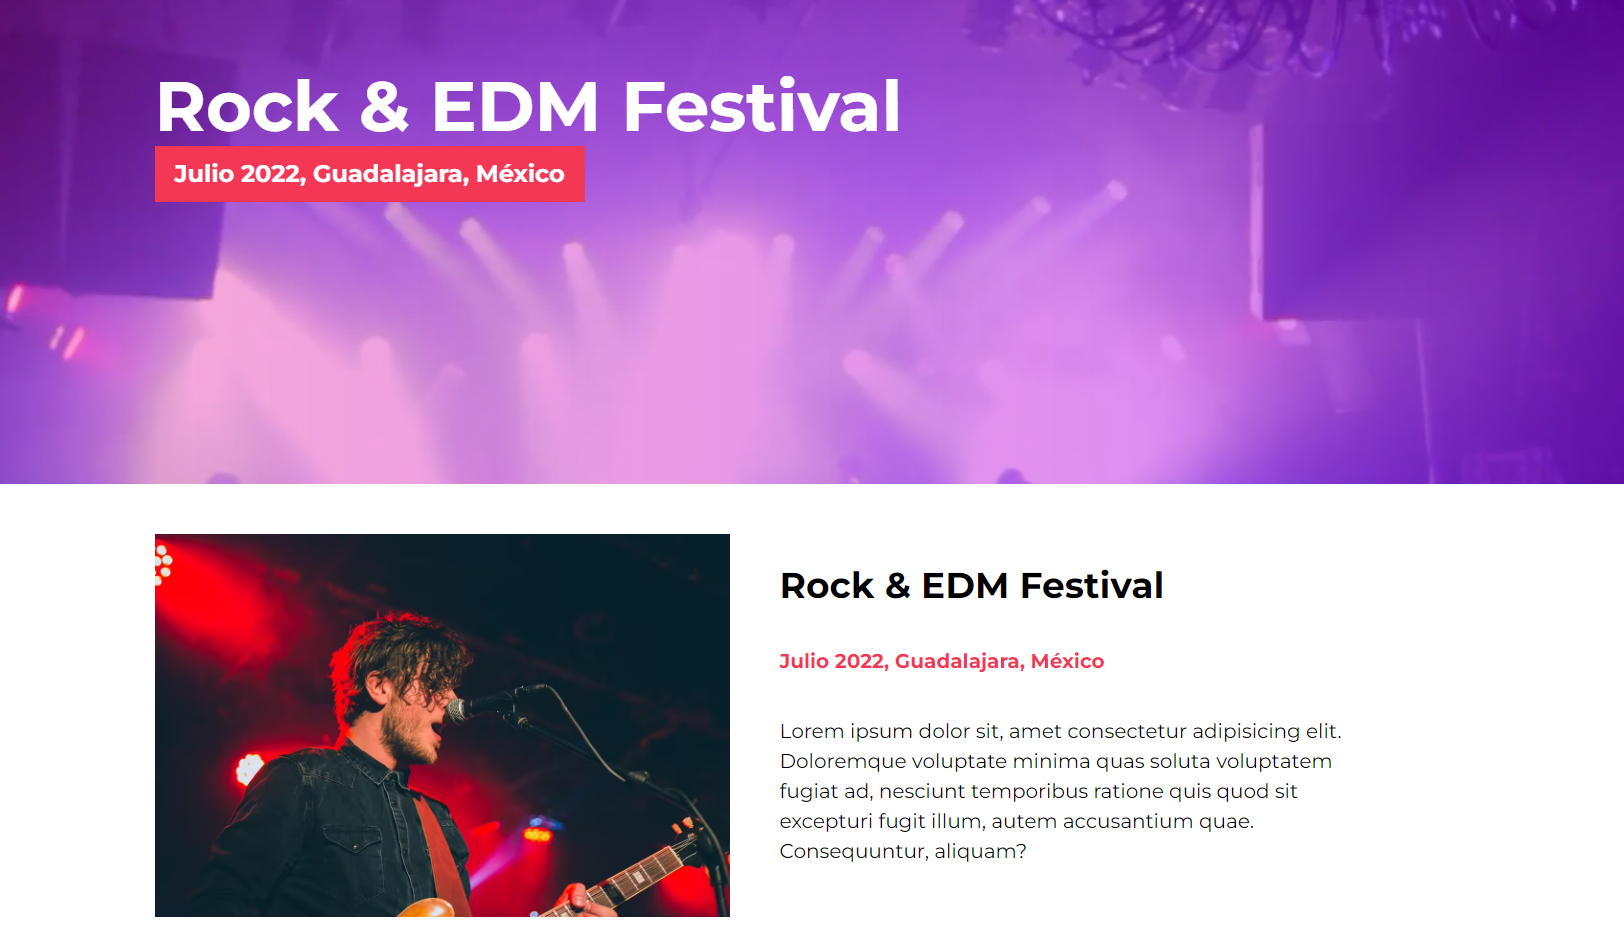 Rock & EDM Festival
Julio 2022, Guadalajara, México
Rock & EDM Festival
Julio 2022, Guadalajara, México
Lorem ipsum dolor sit, amet consectetur adipisicing elit.
Doloremque voluptate minima quas soluta voluptatem
fugiat ad, nesciunt temporibus ratione quis quod sit
excepturi fugit illum, autem accusantium quae.
Consequuntur, aliquam?